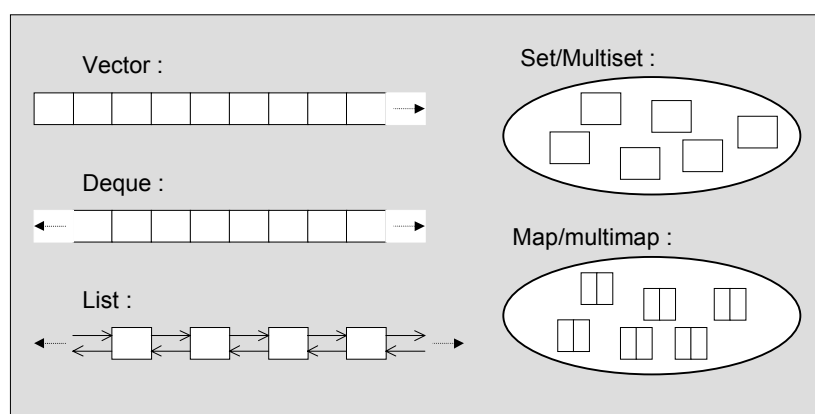 Vector :
Deque :
List :
Set/Multiset :
Map/multimap :